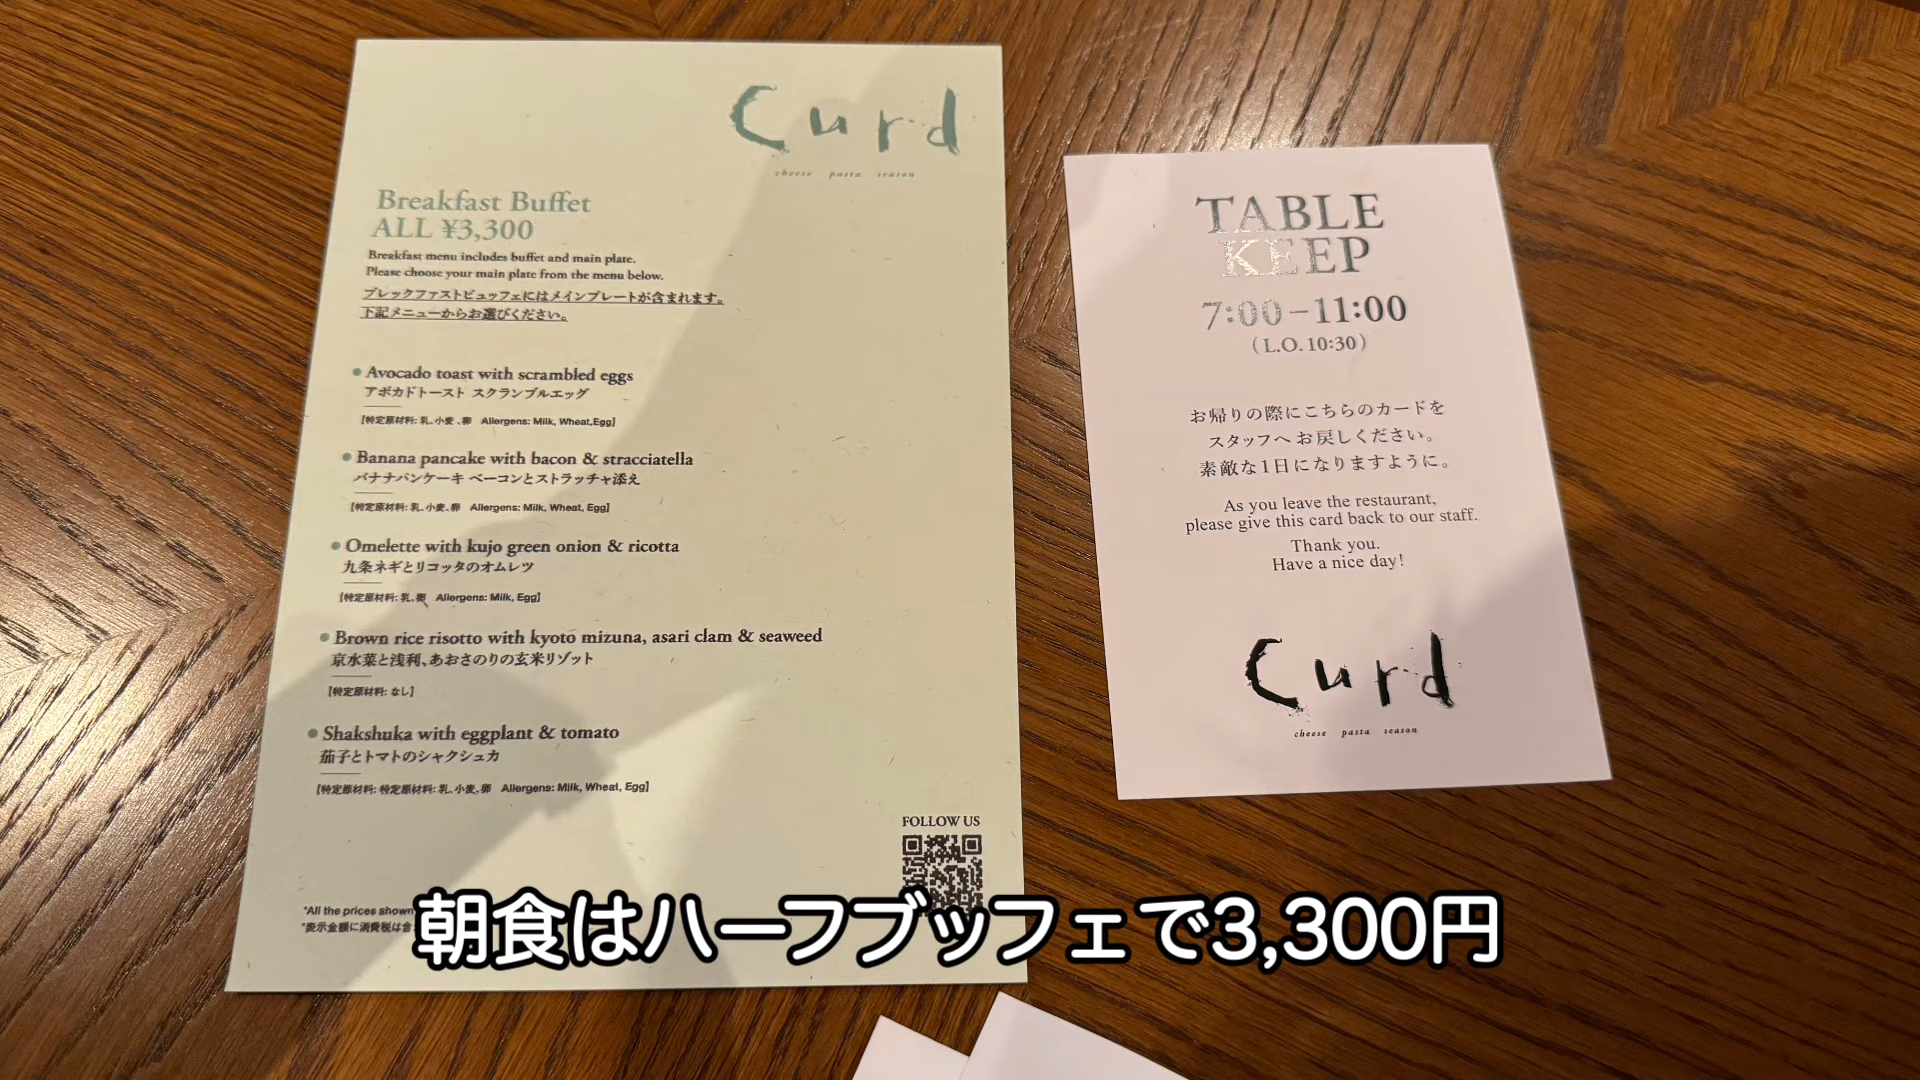 Curd
cheese pasta season
Breakfast Buffet
ALL ¥3,300
Breakfast menu includes buffet and main plate.
Please choose your main plate from the menu below.
ブレックファストビュッフェにはメインプレートが含まれます。
下記メニューからお選びください。
Avocado toast with scrambled eggs
アボカドトースト スクランブルエッグ
【特定原材料: 乳、小麦、卵 Allergens: Milk, Wheat,Egg】
Banana pancake with bacon & stracciatella
バナナパンケーキ ベーコンとストラッチャ添え
【特定原材料: 乳、小麦、卵 Allergens: Milk, Wheat, Egg】
Omelette with kujo green onion & ricotta
九条ネギとリコッタのオムレツ
【特定原材料: 乳、卵 Allergens: Milk, Egg】
Brown rice risotto with kyoto mizuna, asari clam & seaweed
京水菜と浅利、あおさのりの玄米リゾット
【特定原材料: なし】
Shakshuka with eggplant & tomato
茄子とトマトのシャクシュカ
【特定原材料: 特定原材料: 乳、小麦、卵 Allergens: Milk, Wheat, Egg】
FOLLOW US
*All the prices shown
*表示金額に消費税は含
TABLE
KEEP
7:00–11:00
(L.O.10:30)
お帰りの際にこちらのカードを
スタッフへお戻しください。
素敵な1日になりますように。
As you leave the restaurant,
please give this card back to our staff.
Thank you.
Have a nice day!
Curd
cheese pasta season
朝食はハーフブッフェで3,300円